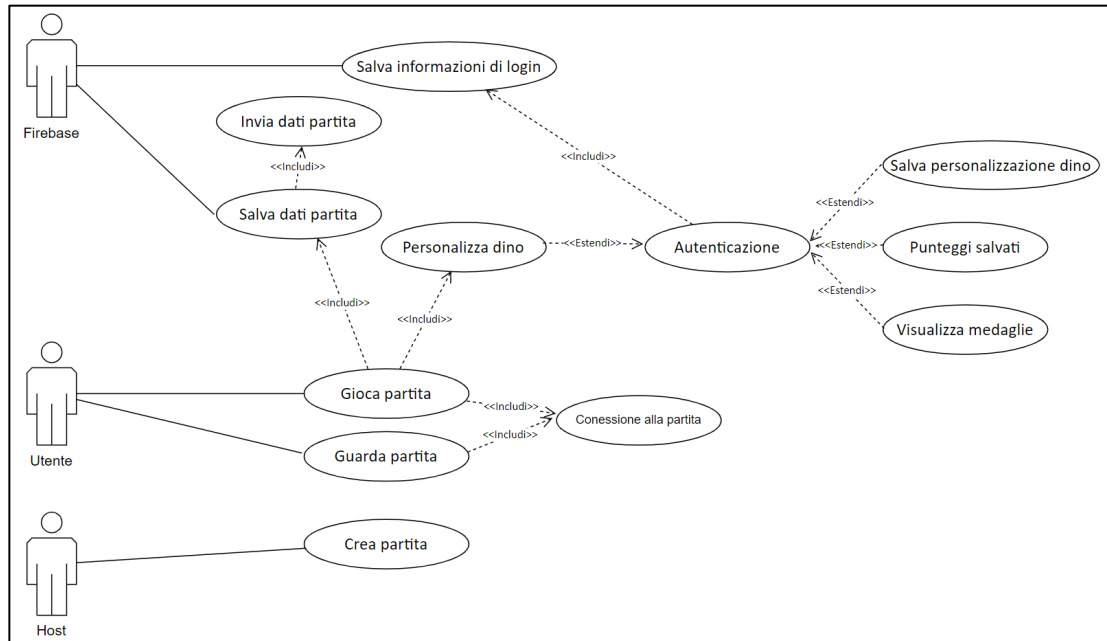 Salva informazioni di login
Invia dati partita
Firebase
<<Includi>>
<<Includi>>
Salva personalizzazione dino
<<Estendi>>
Salva dati partita
Personalizza dino
<<Estendi>>
Autenticazione
<<Estendi>>
Punteggi salvati
<<Estendi>>
<<Includi>>
<<Includi>>
Visualizza medaglie
Utente
Gioca partita
<<Includi>>
Conessione alla partita
<<Includi>>
Guarda partita
Crea partita
Host